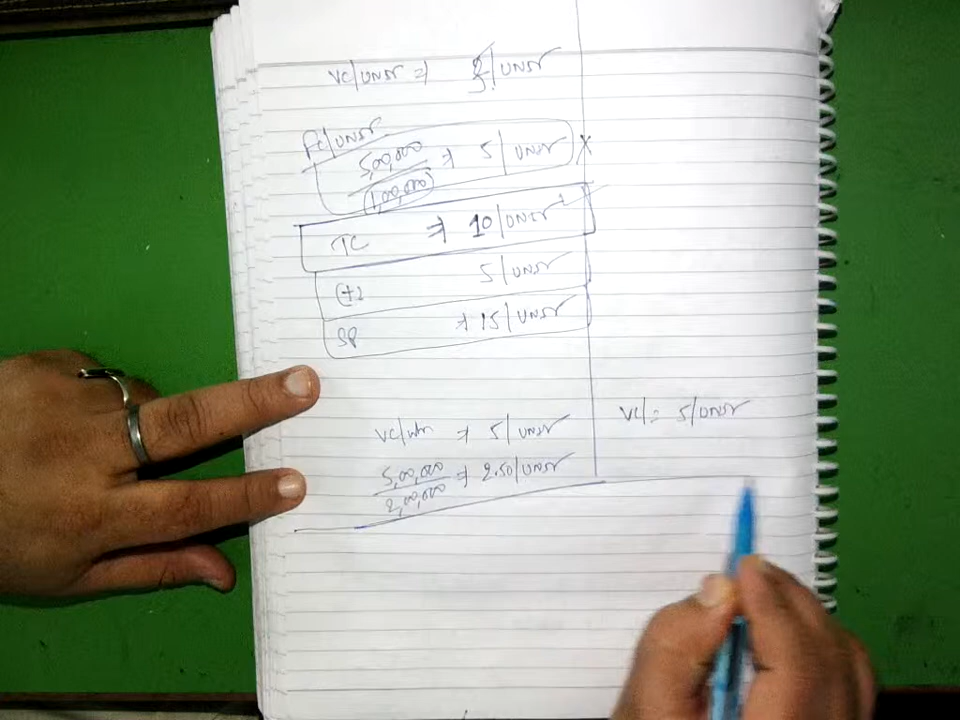 VC/Unit ⇒ 5/Unit
FC/Unit
5,00,000 / 1,00,000 ⇒ 5/Unit X
TC ⇒ 10/Unit
(+) 5/Unit
SP ⇒ 15/Unit
VC/unit ⇒ 5/Unit
5,00,000 / 2,00,000 ⇒ 2.50/Unit
VC/= 5/Unit